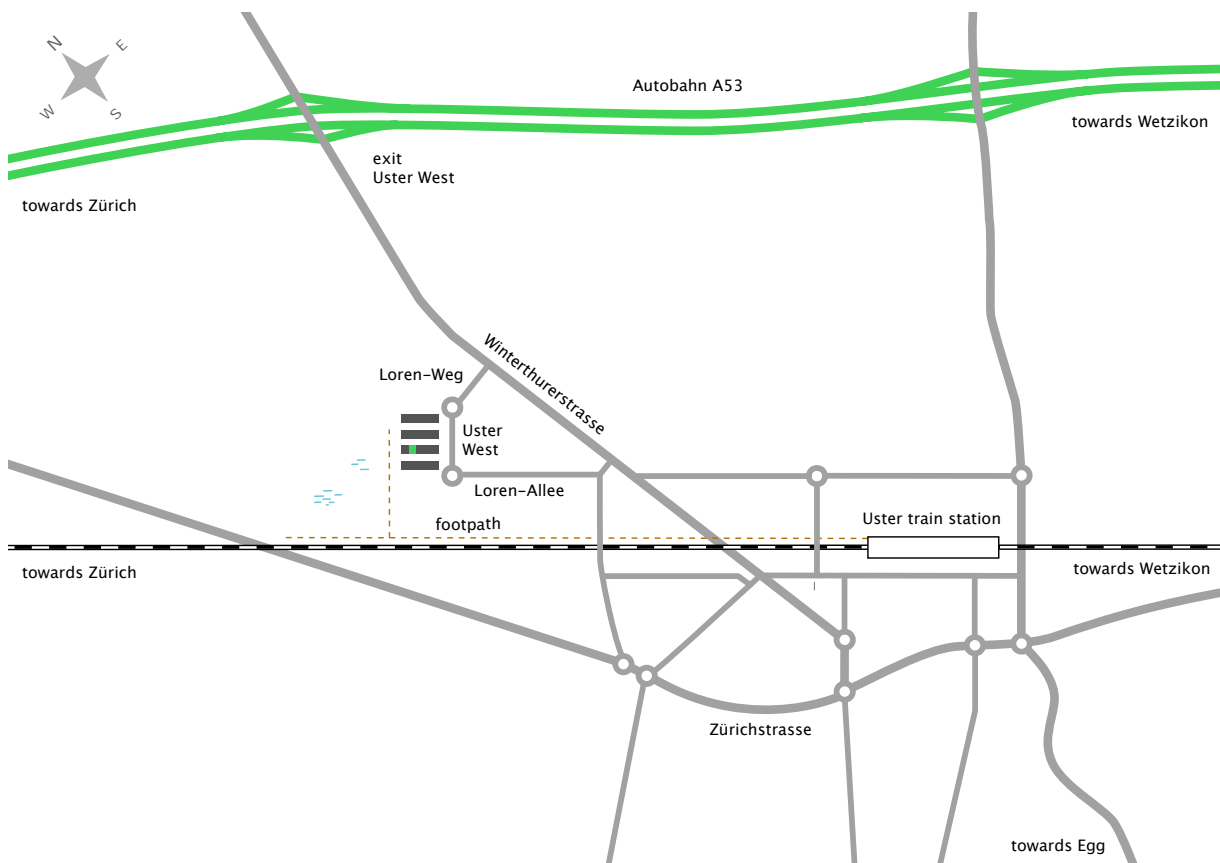 N
E
W
S
Autobahn A53
towards Wetzikon
exit
Uster West
towards Zürich
Winterthurerstrasse
Loren-Weg
Uster
West
Loren-Allee
footpath
Uster train station
towards Zürich
towards Wetzikon
Zürichstrasse
towards Egg